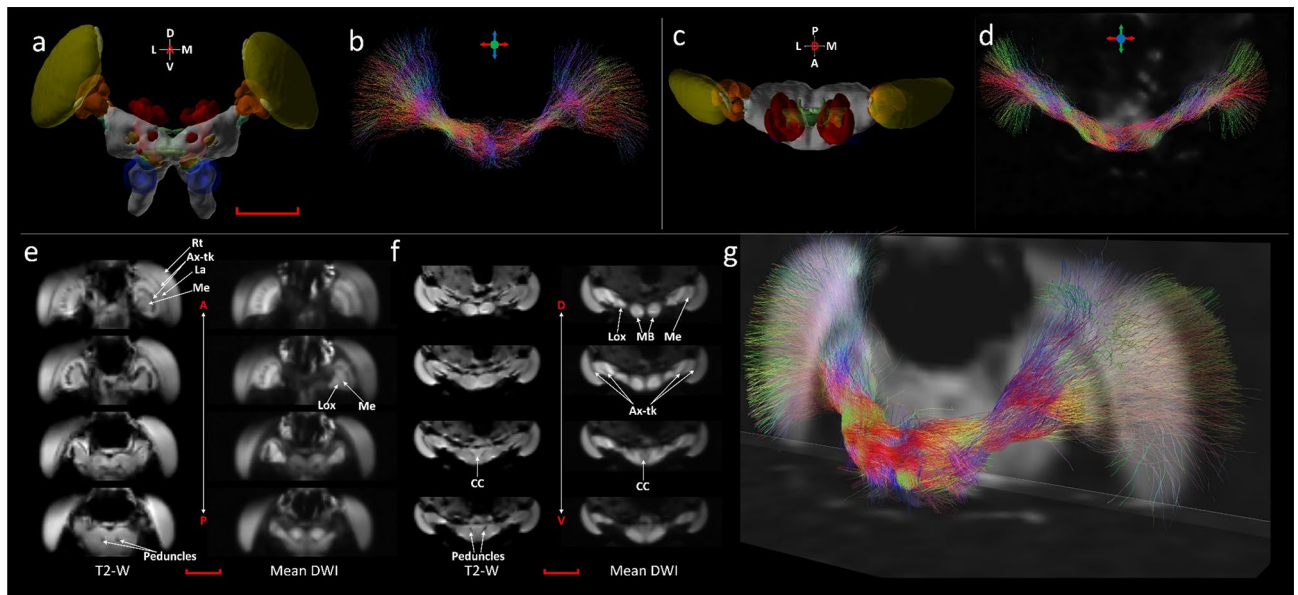 a
D
L M
V
b
c
P
L M
A
d
e
Rt
Ax-tk
La
Me
A
Lox Me
P
Peduncles
T2-W Mean DWI
f
D
Lox MB Me
Ax-tk
CC
CC
V
Peduncles
T2-W Mean DWI
g